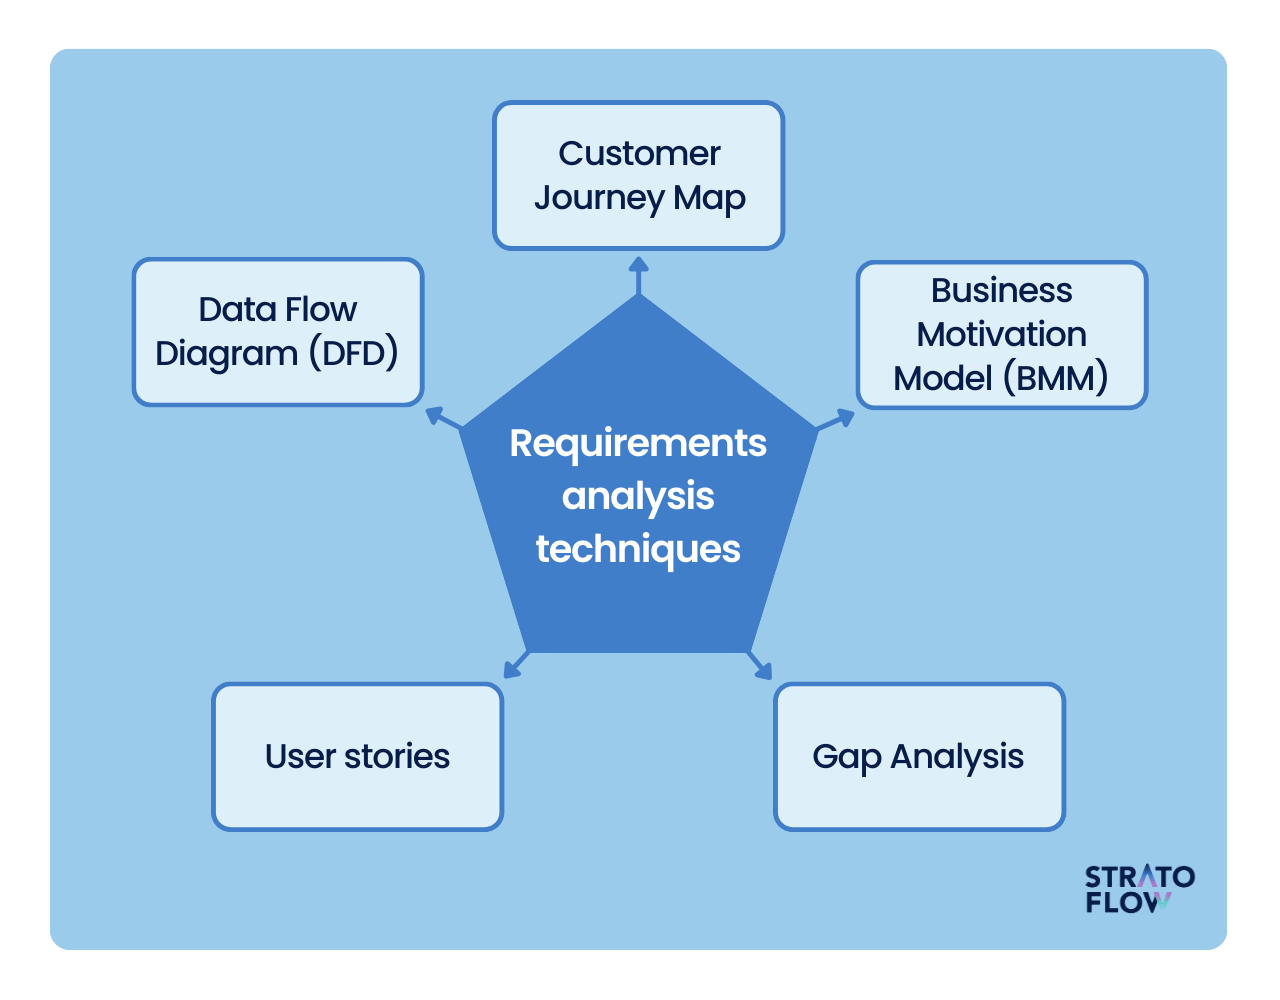 Customer
Journey Map
Data Flow
Diagram (DFD)
Business
Motivation
Model (BMM)
Requirements
analysis
techniques
User stories
Gap Analysis
STRATO
FLOW